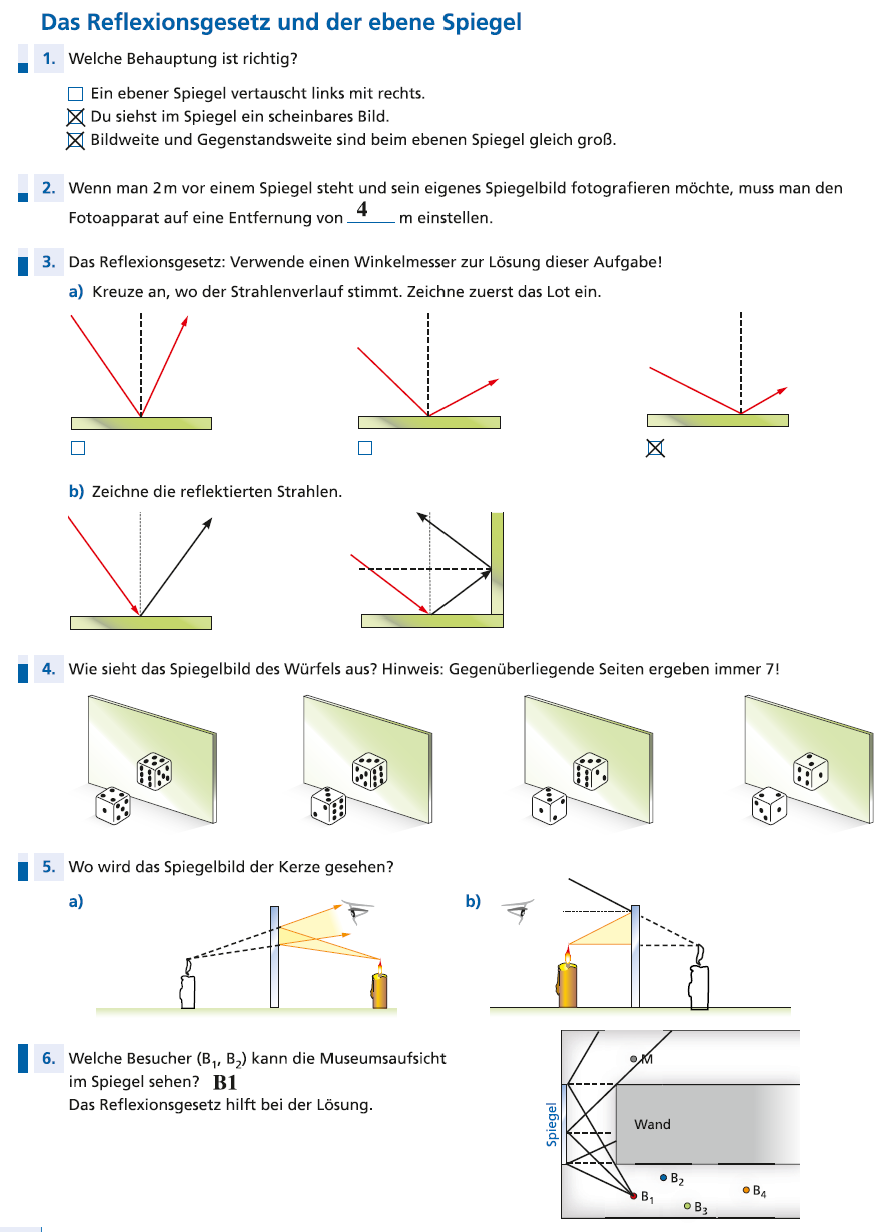 Das Reflexionsgesetz und der ebene Spiegel
1. Welche Behauptung ist richtig?
Ein ebener Spiegel vertauscht links mit rechts.
Du siehst im Spiegel ein scheinbares Bild.
Bildweite und Gegenstandsweite sind beim ebenen Spiegel gleich groß.
2. Wenn man 2 m vor einem Spiegel steht und sein eigenes Spiegelbild fotografieren möchte, muss man den
Fotoapparat auf eine Entfernung von 4 m einstellen.
3. Das Reflexionsgesetz: Verwende einen Winkelmesser zur Lösung dieser Aufgabe!
a) Kreuze an, wo der Strahlenverlauf stimmt. Zeichne zuerst das Lot ein.
b) Zeichne die reflektierten Strahlen.
4. Wie sieht das Spiegelbild des Würfels aus? Hinweis: Gegenüberliegende Seiten ergeben immer 7!
5. Wo wird das Spiegelbild der Kerze gesehen?
a)
b)
6. Welche Besucher (B₁, B₂) kann die Museumsaufsicht
im Spiegel sehen? B1
Das Reflexionsgesetz hilft bei der Lösung.
M
Spiegel
Wand
B₁
B₂
B₃
B₄